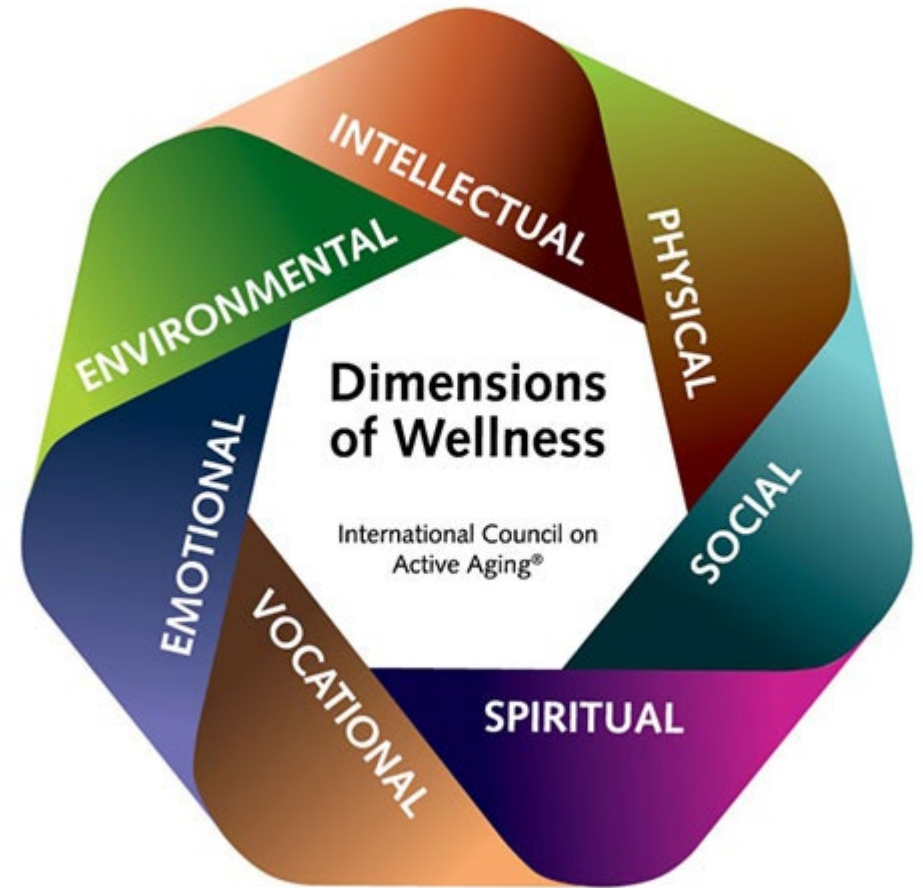 INTELLECTUAL
PHYSICAL
SOCIAL
SPIRITUAL
VOCATIONAL
EMOTIONAL
ENVIRONMENTAL
Dimensions
of Wellness
International Council on
Active Aging®